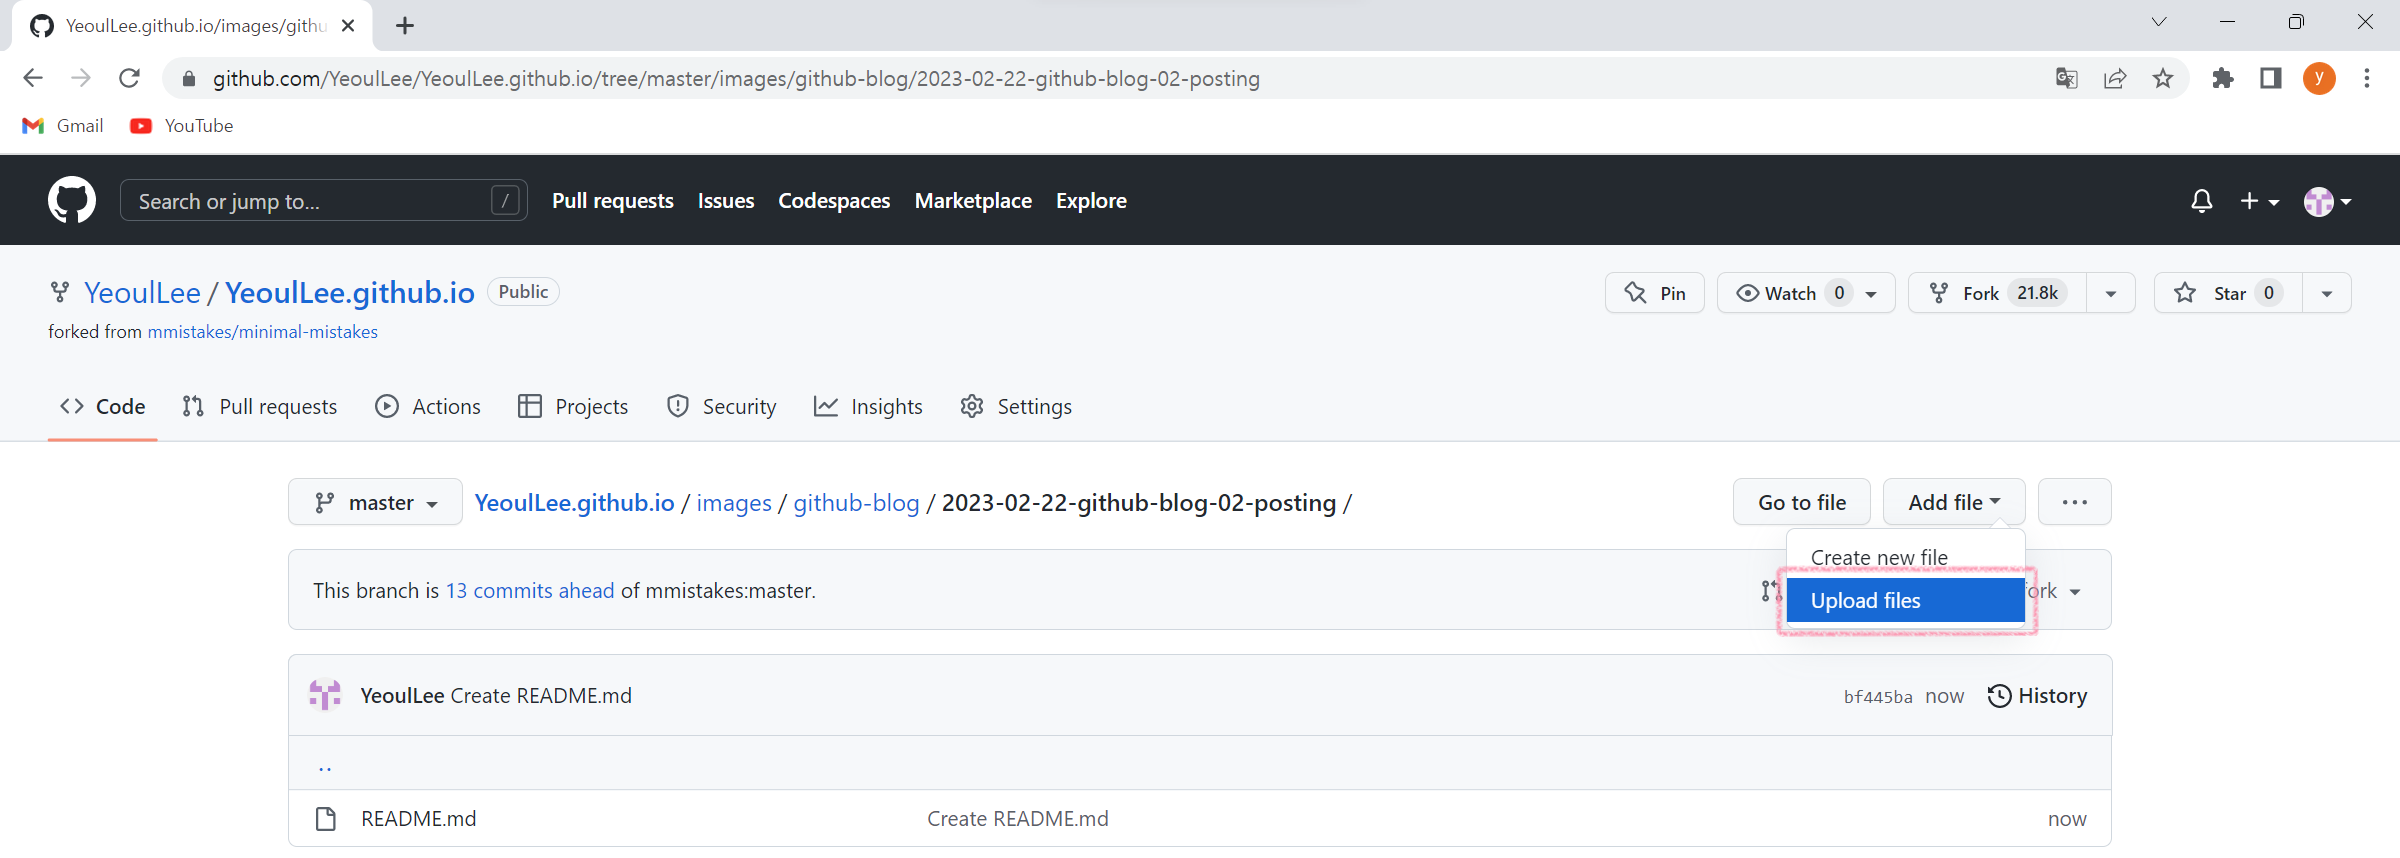 YeoulLee.github.io/images/githu
github.com/YeoulLee/YeoulLee.github.io/tree/master/images/github-blog/2023-02-22-github-blog-02-posting
y
Gmail YouTube
Search or jump to... / Pull requests Issues Codespaces Marketplace Explore
YeoulLee / YeoulLee.github.io Public
Pin Watch 0 Fork 21.8k Star 0
forked from mmistakes/minimal-mistakes
Code Pull requests Actions Projects Security Insights Settings
master YeoulLee.github.io / images / github-blog / 2023-02-22-github-blog-02-posting / Go to file Add file ...
Create new file
This branch is 13 commits ahead of mmistakes:master. Upload files fork
YeoulLee Create README.md bf445ba now History
..
README.md Create README.md now